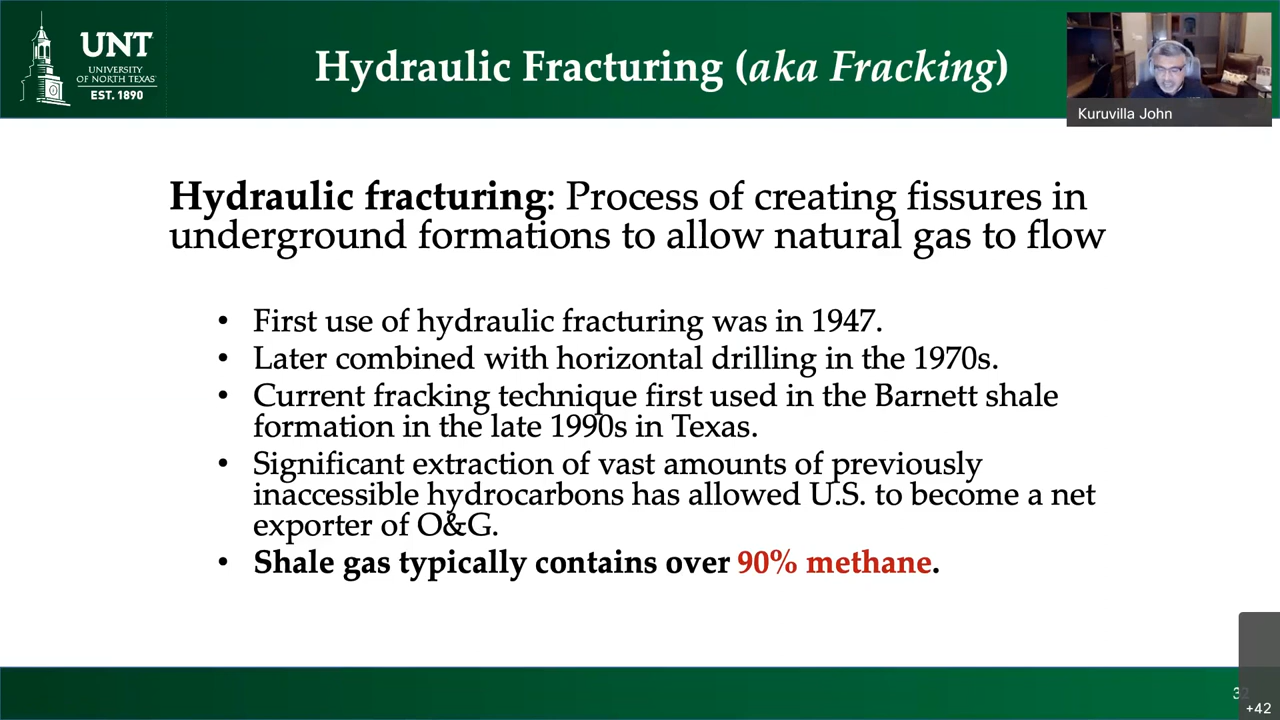 UNT
UNIVERSITY
OF NORTH TEXAS
EST. 1890
Hydraulic Fracturing (aka Fracking)
Kuruvilla John
Hydraulic fracturing: Process of creating fissures in
underground formations to allow natural gas to flow
• First use of hydraulic fracturing was in 1947.
• Later combined with horizontal drilling in the 1970s.
• Current fracking technique first used in the Barnett shale
formation in the late 1990s in Texas.
• Significant extraction of vast amounts of previously
inaccessible hydrocarbons has allowed U.S. to become a net
exporter of O&G.
• Shale gas typically contains over 90% methane.
+42